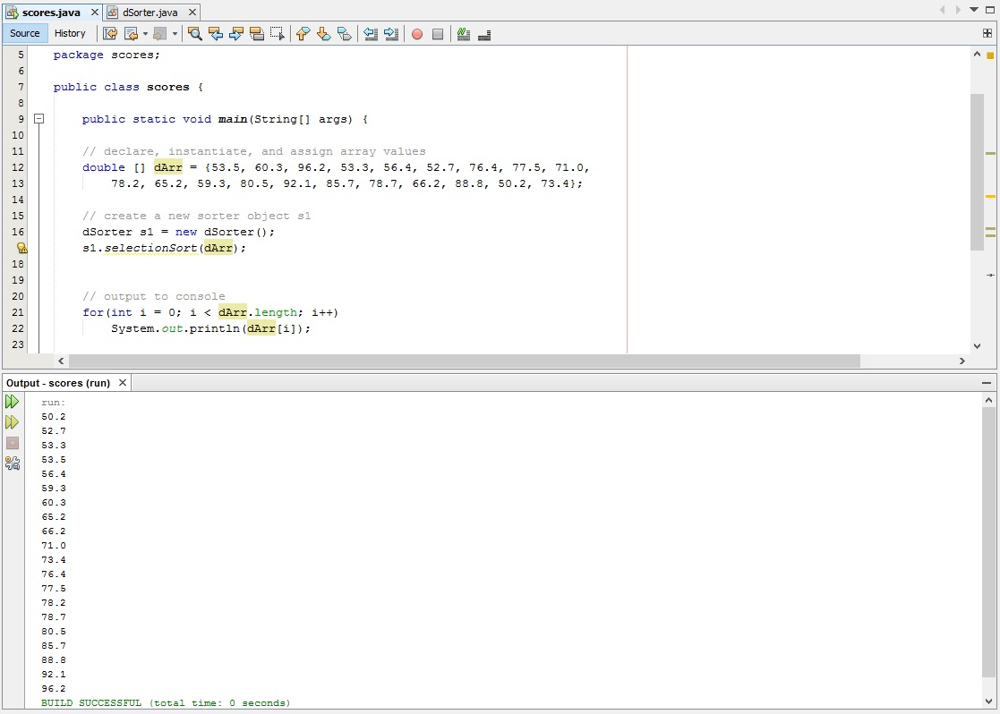 scores.java dSorter.java
Source History
5 package scores;
6
7 public class scores {
8
9 public static void main(String[] args) {
10
11 // declare, instantiate, and assign array values
12 double [] dArr = {53.5, 60.3, 96.2, 53.3, 56.4, 52.7, 76.4, 77.5, 71.0,
13 78.2, 65.2, 59.3, 80.5, 92.1, 85.7, 78.7, 66.2, 88.8, 50.2, 73.4};
14
15 // create a new sorter object s1
16 dSorter s1 = new dSorter();
s1.selectionSort(dArr);
18
19
20 // output to console
21 for(int i = 0; i < dArr.length; i++)
22 System.out.println(dArr[i]);
23
Output - scores (run)
run:
50.2
52.7
53.3
53.5
56.4
59.3
60.3
65.2
66.2
71.0
73.4
76.4
77.5
78.2
78.7
80.5
85.7
88.8
92.1
96.2
BUILD SUCCESSFUL (total time: 0 seconds)